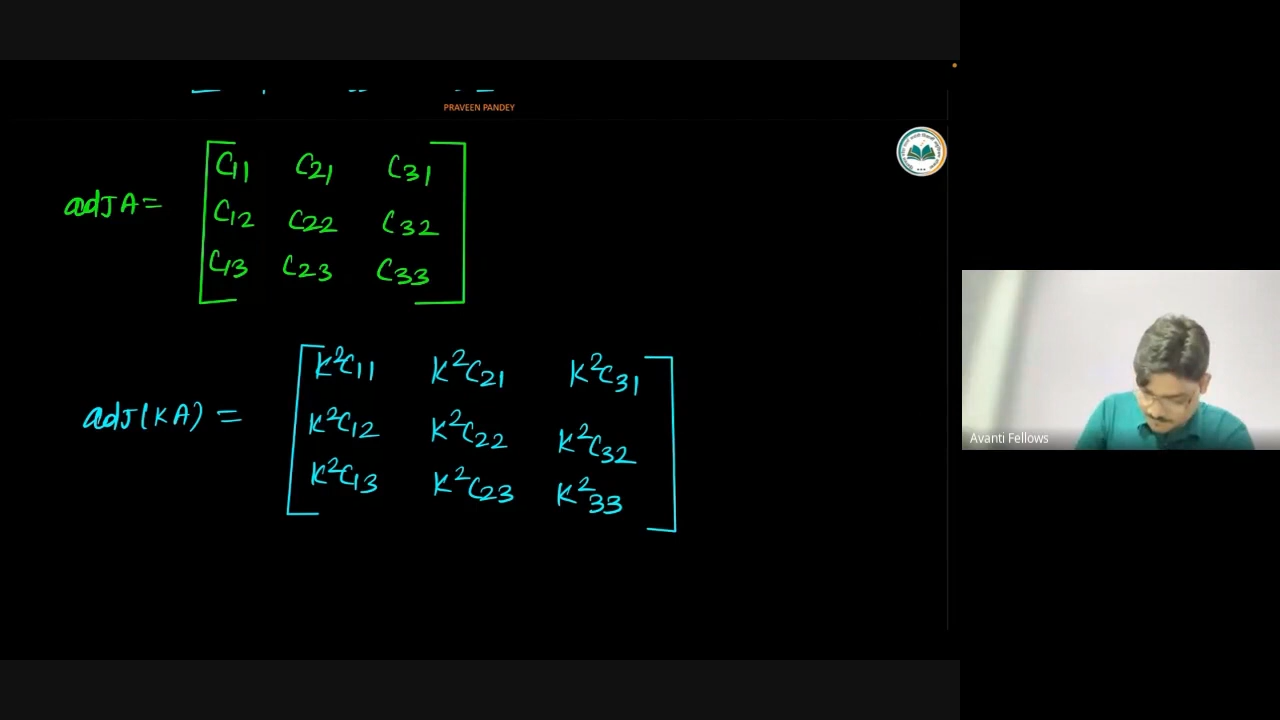 PRAVEEN PANDEY
adJA = [ C11 C21 C31
C12 C22 C32
C13 C23 C33 ]
adJ(KA) = [ K²C11 K²C21 K²C31
K²C12 K²C22 K²C32
K²C13 K²C23 K²33 ]
Avanti Fellows